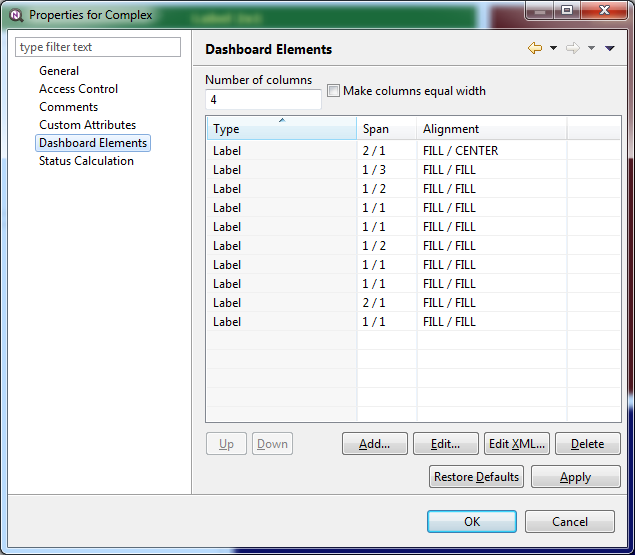 Properties for Complex
Label 2x1
type filter text
General
Access Control
Comments
Custom Attributes
Dashboard Elements
Status Calculation
Dashboard Elements
Number of columns
4
Make columns equal width
Type Span Alignment
Label 2 / 1 FILL / CENTER
Label 1 / 3 FILL / FILL
Label 1 / 2 FILL / FILL
Label 1 / 1 FILL / FILL
Label 1 / 1 FILL / FILL
Label 1 / 2 FILL / FILL
Label 1 / 1 FILL / FILL
Label 1 / 1 FILL / FILL
Label 2 / 1 FILL / FILL
Label 1 / 1 FILL / FILL
Up Down Add... Edit... Edit XML... Delete
Restore Defaults Apply
OK Cancel